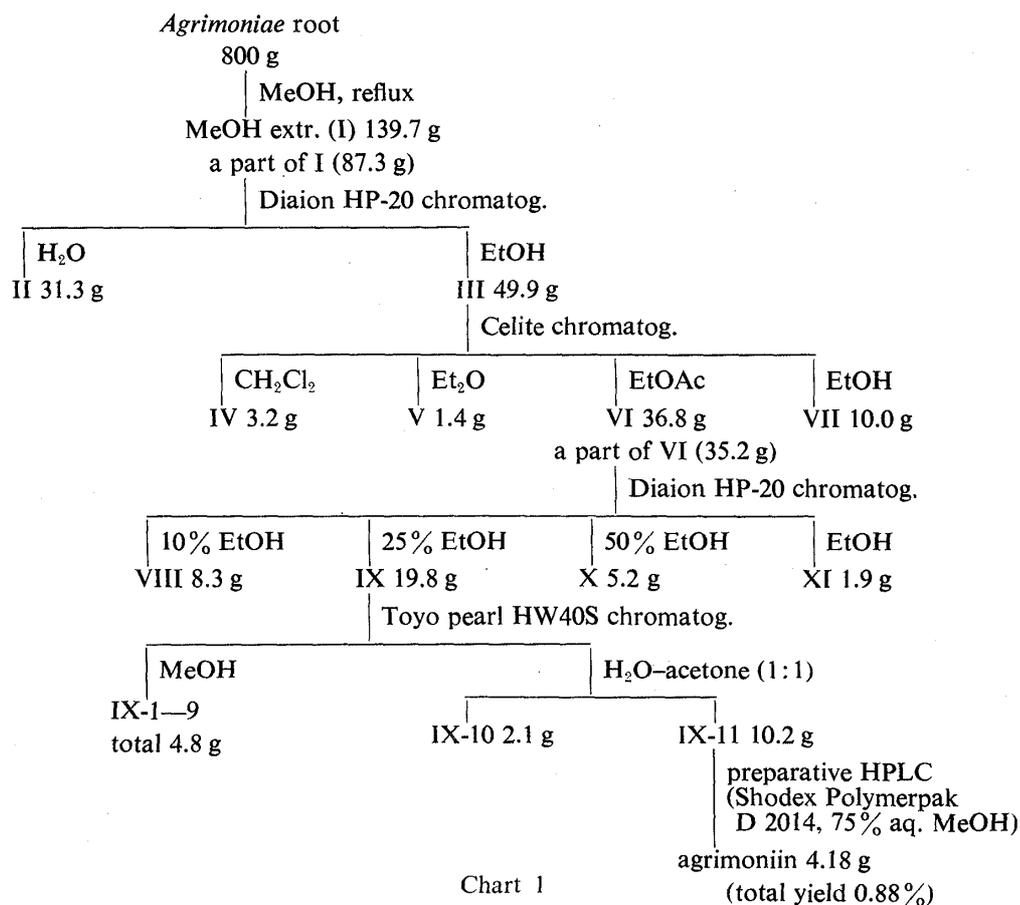 Agrimoniae root
800 g
MeOH, reflux
MeOH extr. (I) 139.7 g
a part of I (87.3 g)
Diaion HP-20 chromatog.
H₂O
EtOH
II 31.3 g
III 49.9 g
Celite chromatog.
CH₂Cl₂
Et₂O
EtOAc
EtOH
IV 3.2 g
V 1.4 g
VI 36.8 g
VII 10.0 g
a part of VI (35.2 g)
Diaion HP-20 chromatog.
10% EtOH
25% EtOH
50% EtOH
EtOH
VIII 8.3 g
IX 19.8 g
X 5.2 g
XI 1.9 g
Toyo pearl HW40S chromatog.
MeOH
H₂O–acetone (1:1)
IX-1—9
total 4.8 g
IX-10 2.1 g
IX-11 10.2 g
preparative HPLC
(Shodex Polymerpak
D 2014, 75% aq. MeOH)
agrimoniin 4.18 g
(total yield 0.88%)
Chart 1